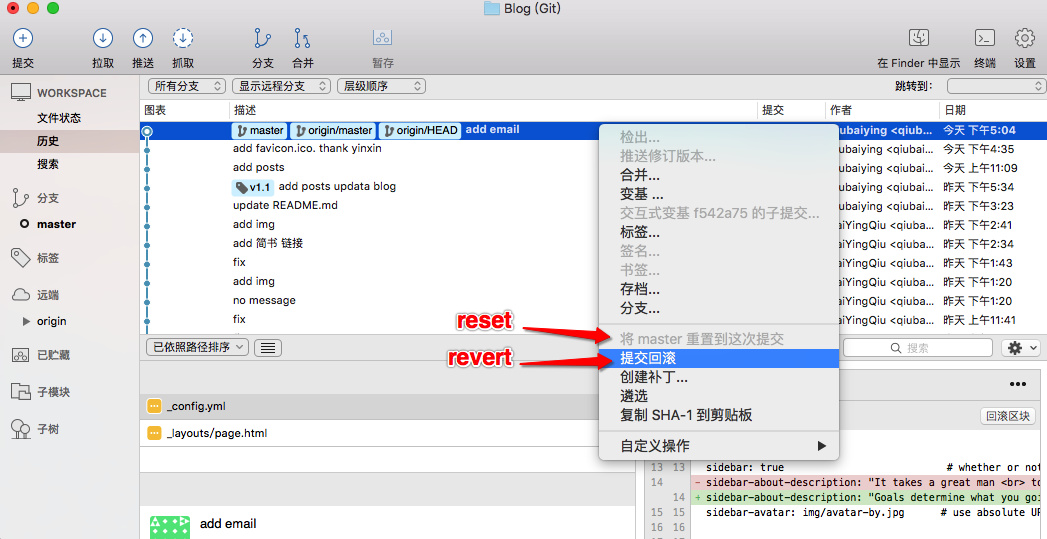 Blog (Git)
提交 拉取 推送 抓取 分支 合并 暂存 在 Finder 中显示 终端 设置
WORKSPACE
文件状态
历史
搜索
分支
master
标签
远端
origin
已贮藏
子模块
子树
所有分支 显示远程分支 层级顺序 跳转到:
图表 描述 提交 作者 日期
master origin/master origin/HEAD add email ubaiying <qiubai... 今天 下午5:04
add favicon.ico. thank yinxin ubaiying <qiubai... 今天 下午4:35
add posts ubaiying <qiubai... 今天 上午11:09
v1.1 add posts updata blog ubaiying <qiubai... 昨天 下午5:34
update README.md ubaiying <qiubai... 昨天 下午3:23
add img aiYingQiu <qiuba... 昨天 下午2:41
add 简书 链接 aiYingQiu <qiuba... 昨天 下午2:34
fix aiYingQiu <qiuba... 昨天 下午1:43
add img aiYingQiu <qiuba... 昨天 下午1:20
no message aiYingQiu <qiuba... 昨天 下午1:20
fix aiYingQiu <qiuba... 昨天 上午11:41
检出...
推送修订版本...
合并...
变基 ...
交互式变基 f542a75 的子提交...
标签...
签名...
书签...
存档...
分支...
reset
将 master 重置到这次提交
revert
提交回滚
创建补丁...
遴选
复制 SHA-1 到剪贴板
自定义操作
已依照路径排序 搜索
_config.yml
_layouts/page.html
add email
回滚区块
13 13 sidebar: true # whether or not
14 - sidebar-about-description: "It takes a great man <br> to
14 + sidebar-about-description: "Goals determine what you goi
15 15 sidebar-avatar: img/avatar-by.jpg # use absolute UR
16 16
17 17